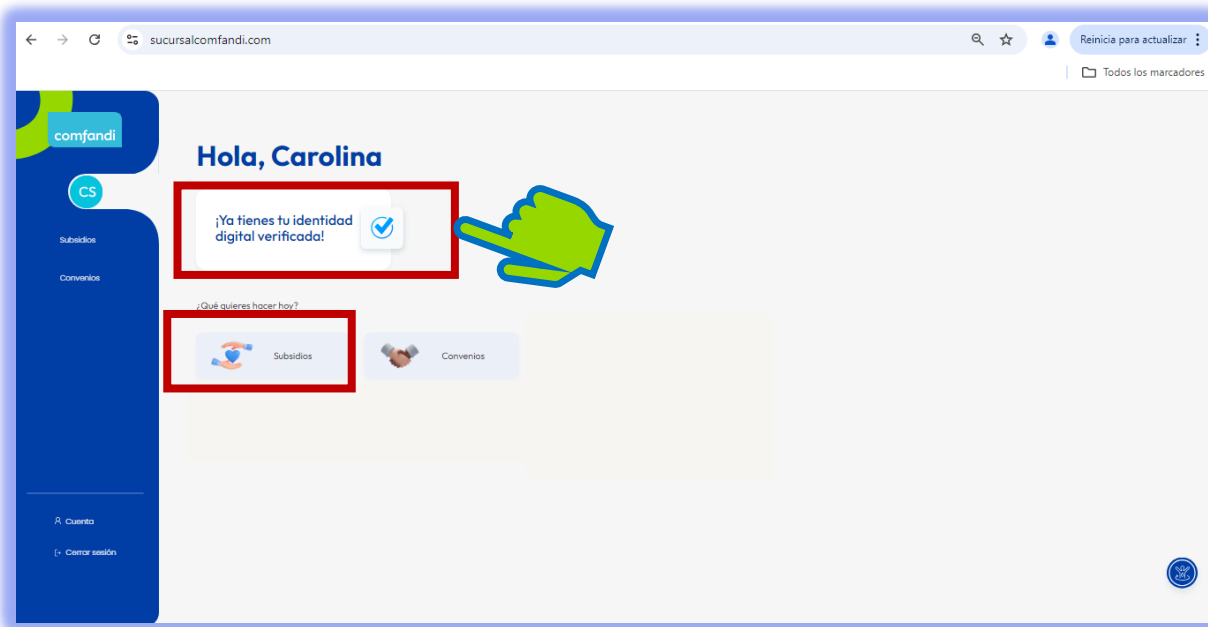 sucursalcomfandi.com
Reinicia para actualizar
Todos los marcadores
comfandi
CS
Subsidios
Convenios
Hola, Carolina
¡Ya tienes tu identidad
digital verificada!
¿Qué quieres hacer hoy?
Subsidios
Convenios
Cuenta
Cerrar sesión